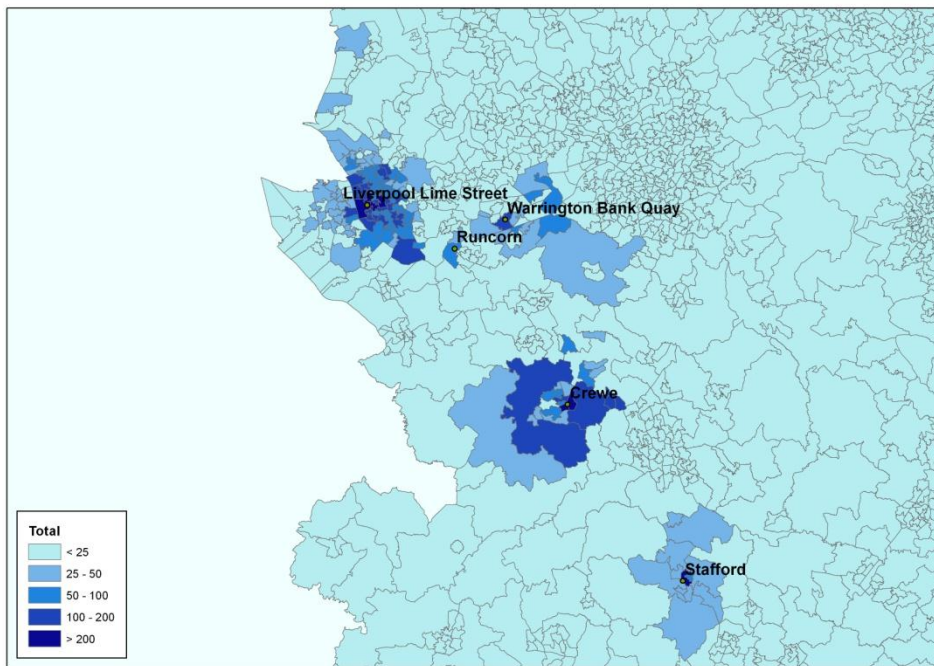 Liverpool Lime Street
Warrington Bank Quay
Runcorn
Crewe
Stafford
Total
< 25
25 - 50
50 - 100
100 - 200
> 200